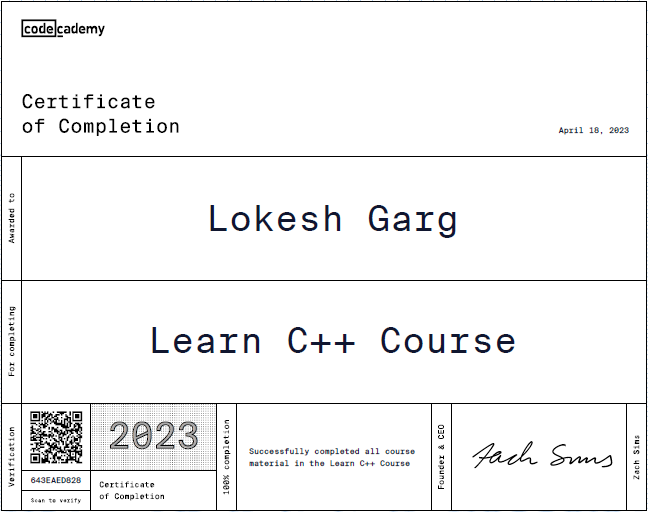 codecademy
Certificate
of Completion
April 18, 2023
Awarded to
Lokesh Garg
For completing
Learn C++ Course
Verification
643EAED828
Scan to verify
2023
Certificate
of Completion
100% completion
Successfully completed all course
material in the Learn C++ Course
Founder & CEO
Zach Sims
Zach Sims